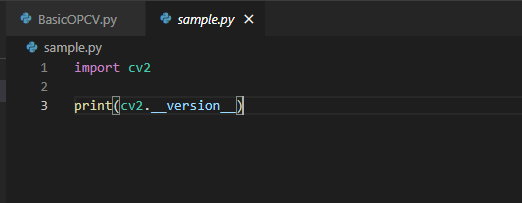 BasicOPCV.py sample.py
sample.py
1 import cv2
2
3 print(cv2.__version__)